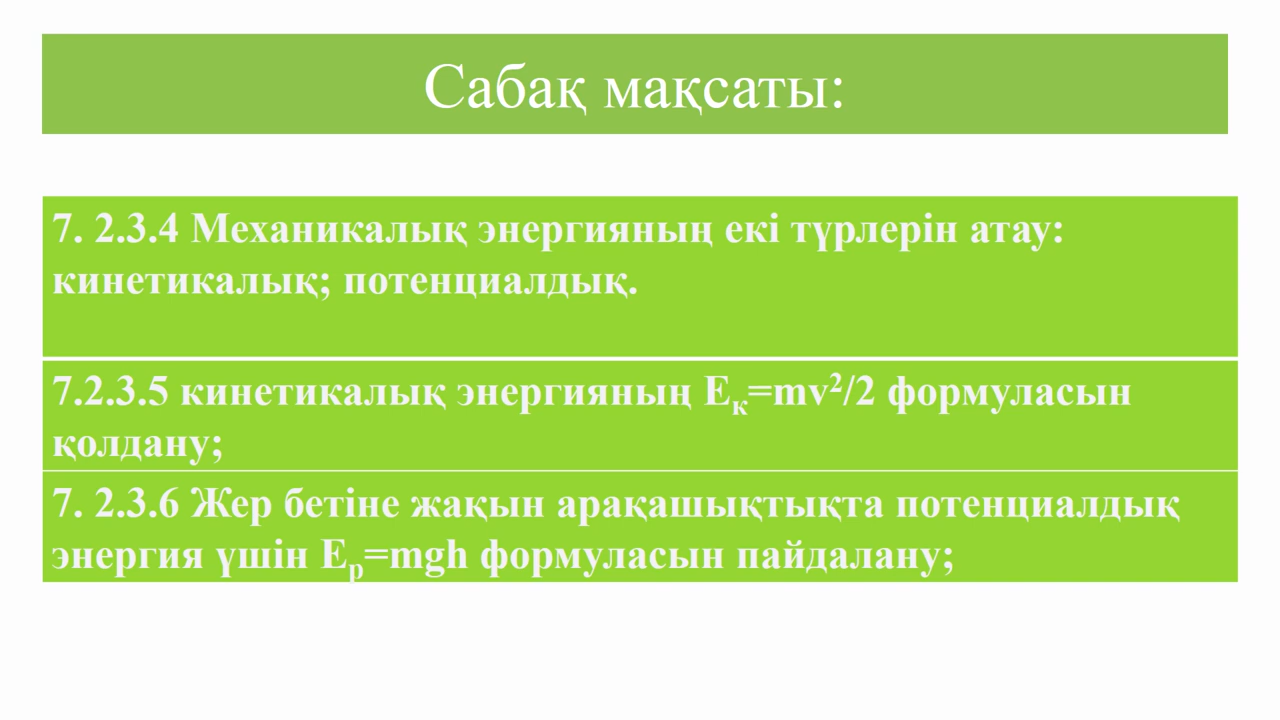 Сабақ мақсаты:
7. 2.3.4 Механикалық энергияның екі түрлерін атау:
кинетикалық; потенциалдық.
7.2.3.5 кинетикалық энергияның Eₖ=mv²/2 формуласын
қолдану;
7. 2.3.6 Жер бетіне жақын арақашықтықта потенциалдық
энергия үшін Eₚ=mgh формуласын пайдалану;